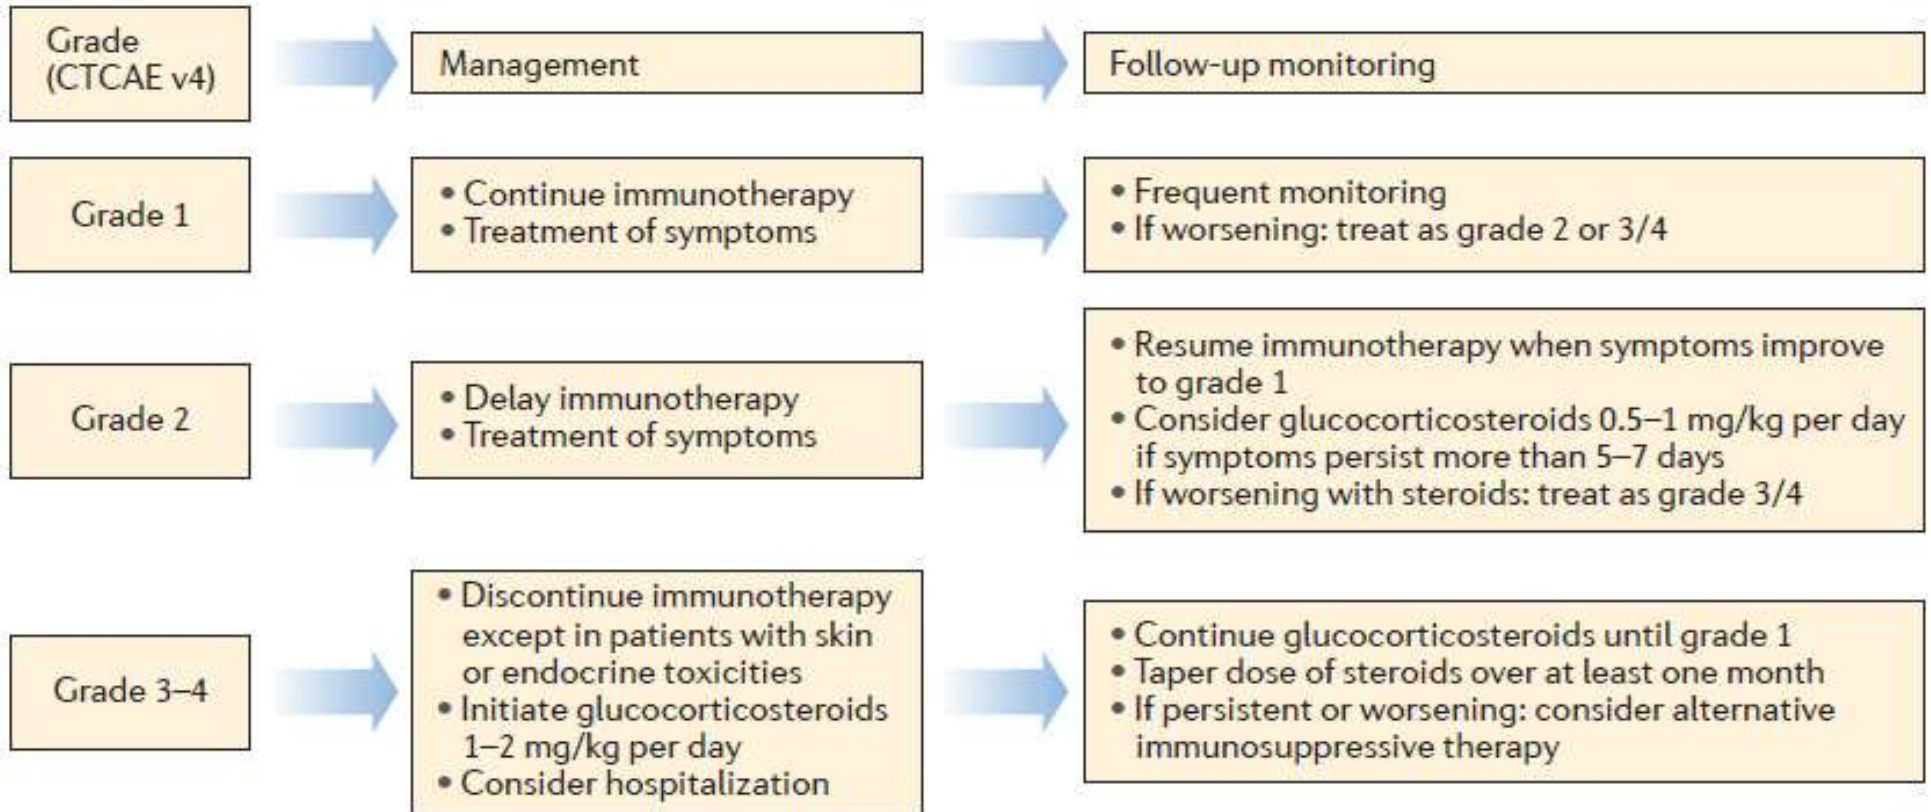 Grade
(CTCAE v4)
Management
Follow-up monitoring
Grade 1
• Continue immunotherapy
• Treatment of symptoms
• Frequent monitoring
• If worsening: treat as grade 2 or 3/4
Grade 2
• Delay immunotherapy
• Treatment of symptoms
• Resume immunotherapy when symptoms improve
to grade 1
• Consider glucocorticosteroids 0.5–1 mg/kg per day
if symptoms persist more than 5–7 days
• If worsening with steroids: treat as grade 3/4
Grade 3–4
• Discontinue immunotherapy
except in patients with skin
or endocrine toxicities
• Initiate glucocorticosteroids
1–2 mg/kg per day
• Consider hospitalization
• Continue glucocorticosteroids until grade 1
• Taper dose of steroids over at least one month
• If persistent or worsening: consider alternative
immunosuppressive therapy